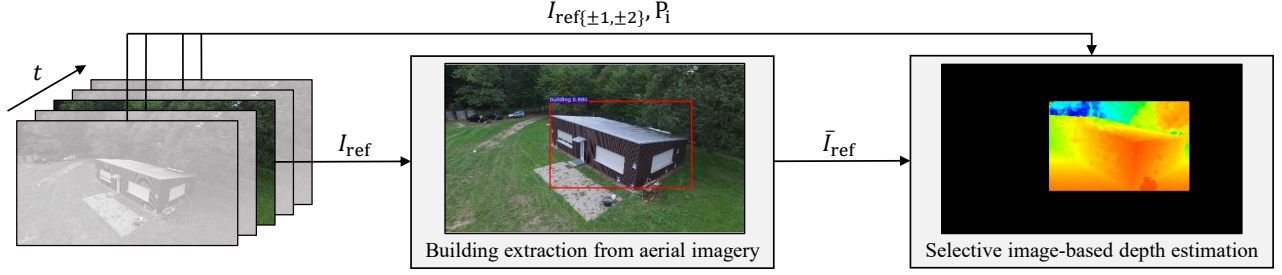 I_ref{±1,±2}, P_i
t
I_ref
building 0.980
Ī_ref
Building extraction from aerial imagery
Selective image-based depth estimation